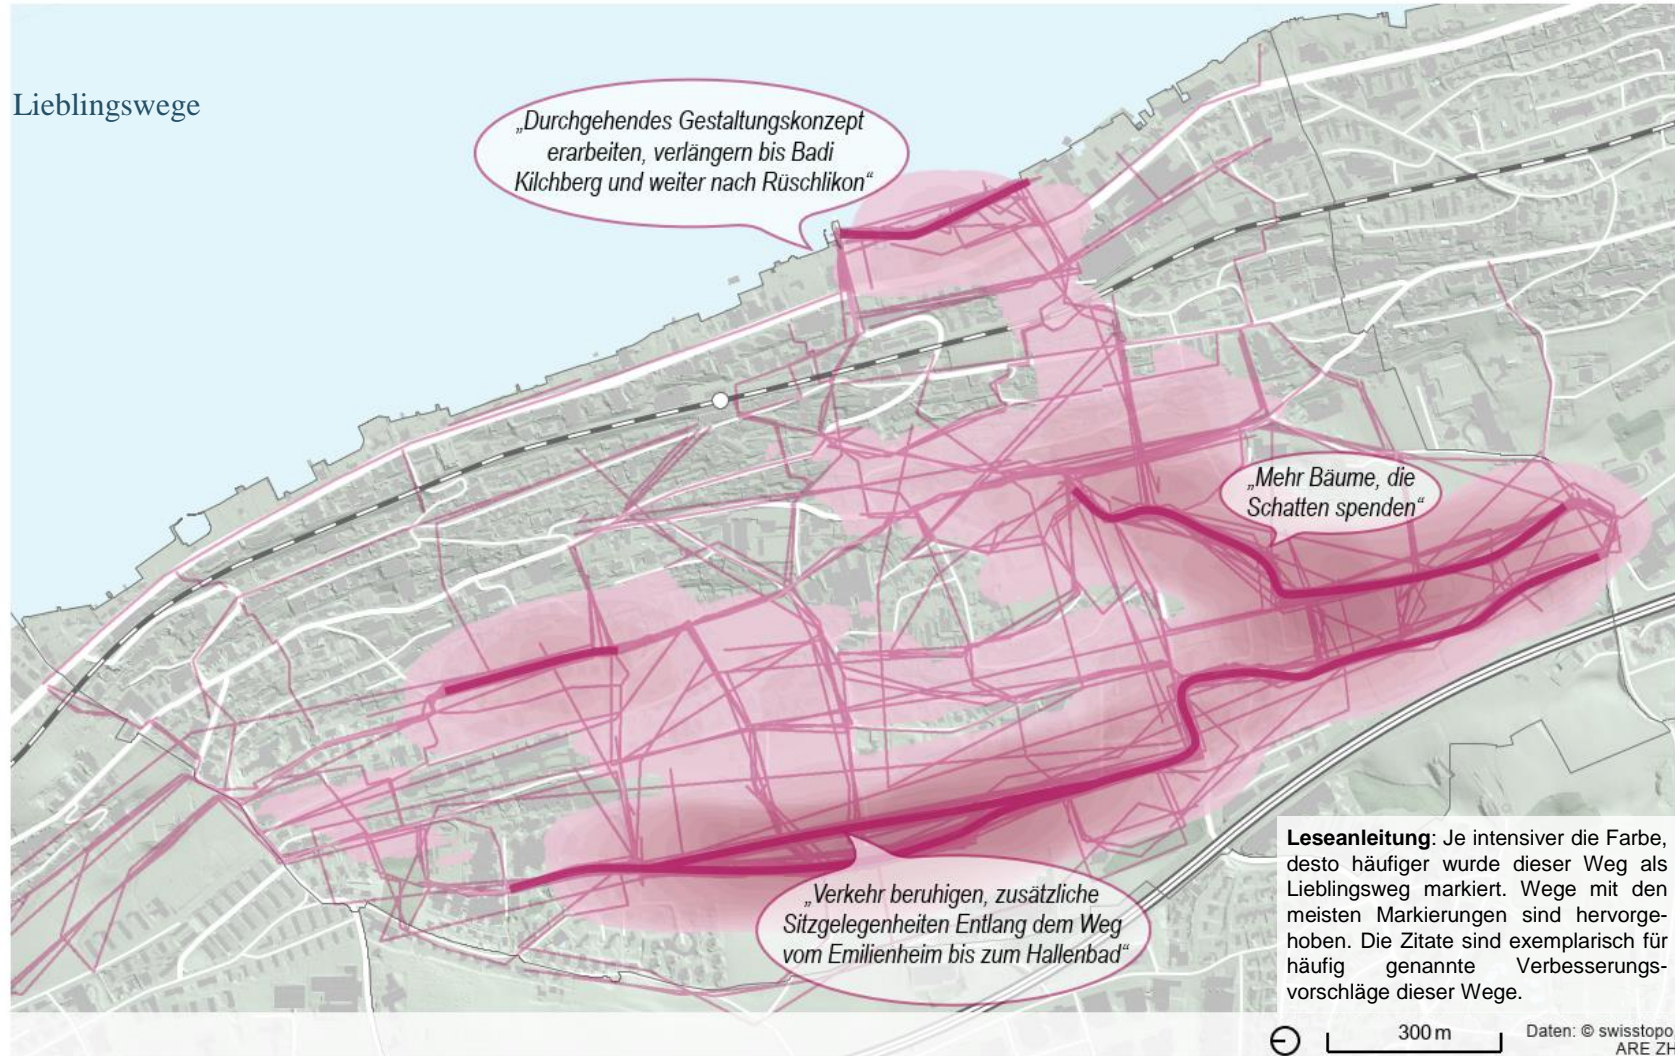 Lieblingswege
„Durchgehendes Gestaltungskonzept
erarbeiten, verlängern bis Badi
Kilchberg und weiter nach Rüschlikon“
„Mehr Bäume, die
Schatten spenden“
„Verkehr beruhigen, zusätzliche
Sitzgelegenheiten Entlang dem Weg
vom Emilienheim bis zum Hallenbad“
Leseanleitung: Je intensiver die Farbe,
desto häufiger wurde dieser Weg als
Lieblingsweg markiert. Wege mit den
meisten Markierungen sind hervorge-
hoben. Die Zitate sind exemplarisch für
häufig genannte Verbesserungs-
vorschläge dieser Wege.
300 m
Daten: © swisstopo,
ARE ZH